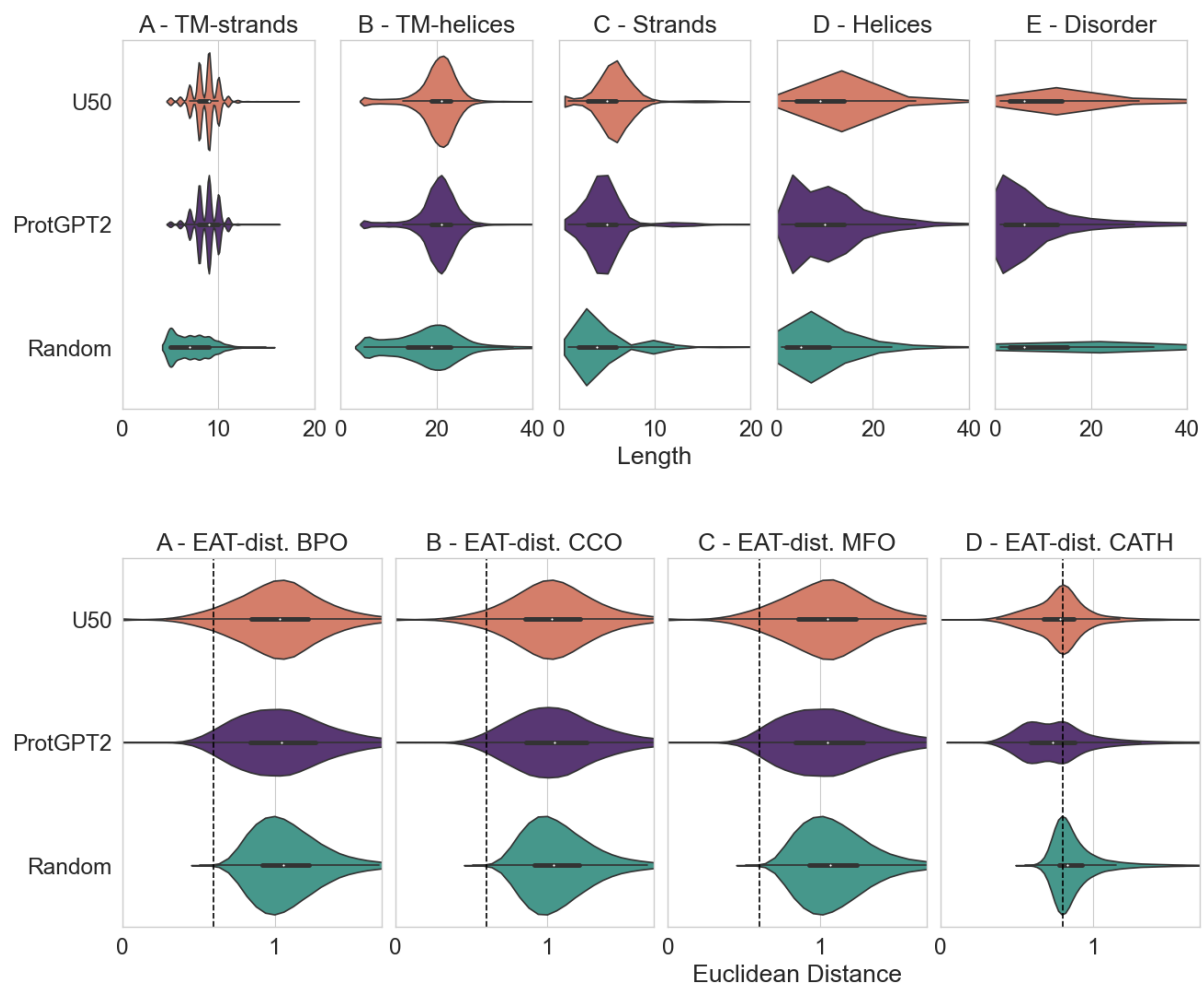 A - TM-strands B - TM-helices C - Strands D - Helices E - Disorder
U50
ProtGPT2
Random
0 10 20 0 20 40 0 10 20 0 20 40 0 20 40
Length
A - EAT-dist. BPO B - EAT-dist. CCO C - EAT-dist. MFO D - EAT-dist. CATH
U50
ProtGPT2
Random
0 1 0 1 0 1 0 1
Euclidean Distance